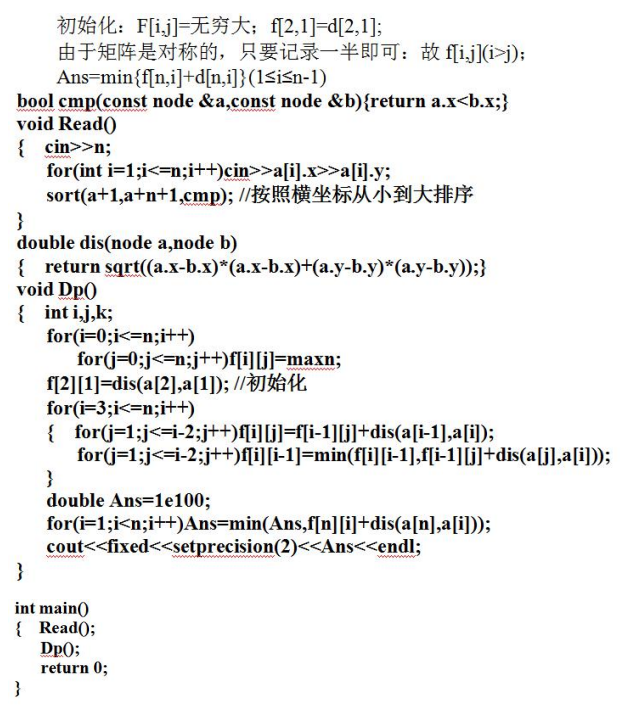 初始化：F[i,j]=无穷大；f[2,1]=d[2,1];
由于矩阵是对称的，只要记录一半即可：故 f[i,j](i>j)；
Ans=min{f[n,i]+d[n,i]}(1≤i≤n-1)
bool cmp(const node &a,const node &b){return a.x<b.x;}
void Read()
{ cin>>n;
for(int i=1;i<=n;i++)cin>>a[i].x>>a[i].y;
sort(a+1,a+n+1,cmp); //按照横坐标从小到大排序
}
double dis(node a,node b)
{ return sqrt((a.x-b.x)*(a.x-b.x)+(a.y-b.y)*(a.y-b.y));}
void Dp()
{ int i,j,k;
for(i=0;i<=n;i++)
for(j=0;j<=n;j++)f[i][j]=maxn;
f[2][1]=dis(a[2],a[1]); //初始化
for(i=3;i<=n;i++)
{ for(j=1;j<=i-2;j++)f[i][j]=f[i-1][j]+dis(a[i-1],a[i]);
for(j=1;j<=i-2;j++)f[i][i-1]=min(f[i][i-1],f[i-1][j]+dis(a[j],a[i]));
}
double Ans=1e100;
for(i=1;i<n;i++)Ans=min(Ans,f[n][i]+dis(a[n],a[i]));
cout<<fixed<<setprecision(2)<<Ans<<endl;
}
int main()
{ Read();
Dp();
return 0;
}